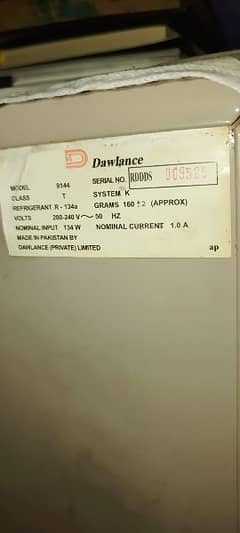 Dawlance
MODEL 9144 SERIAL NO. RDDDS 069525
CLASS T SYSTEM K
REFRIGERANT R - 134a GRAMS 160 ±2 (APPROX)
VOLTS 200-240 V ~ 50 HZ
NOMINAL INPUT 134 W NOMINAL CURRENT 1.0 A
MADE IN PAKISTAN BY
DAWLANCE (PRIVATE) LIMITED ap